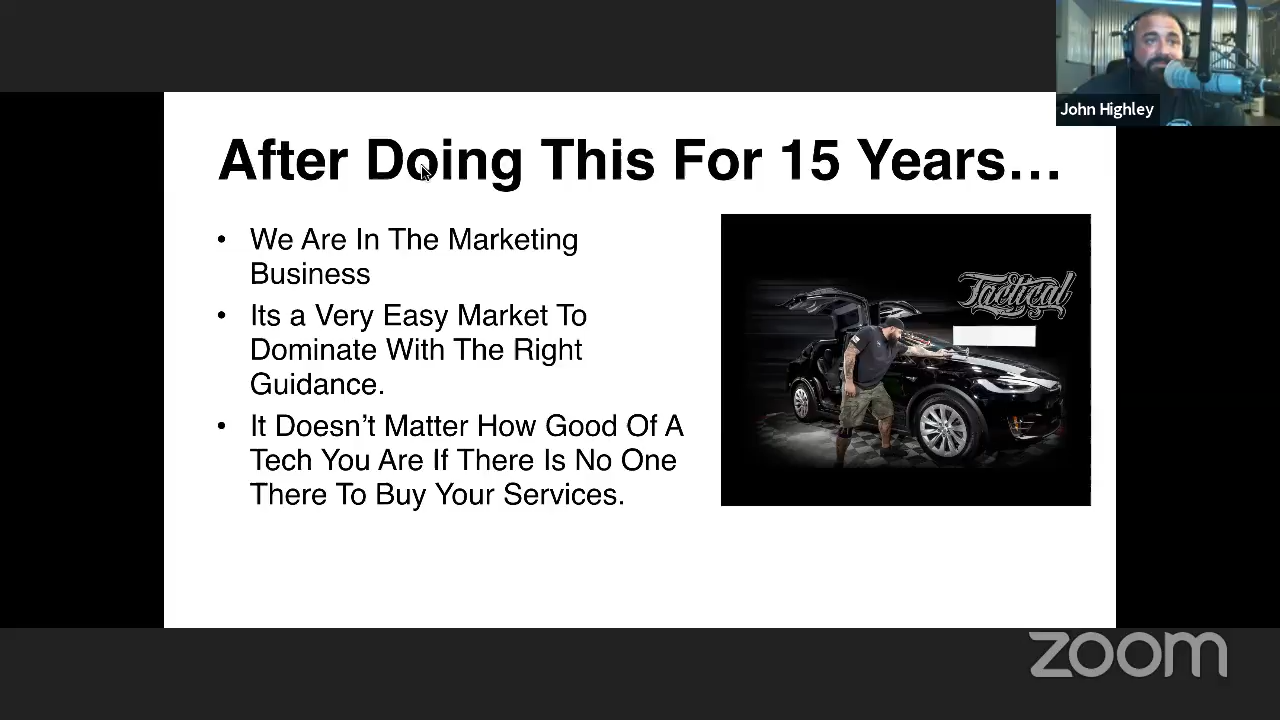 John Highley
After Doing This For 15 Years…
• We Are In The Marketing
Business
• Its a Very Easy Market To
Dominate With The Right
Guidance.
• It Doesn’t Matter How Good Of A
Tech You Are If There Is No One
There To Buy Your Services.
Tactical
zoom